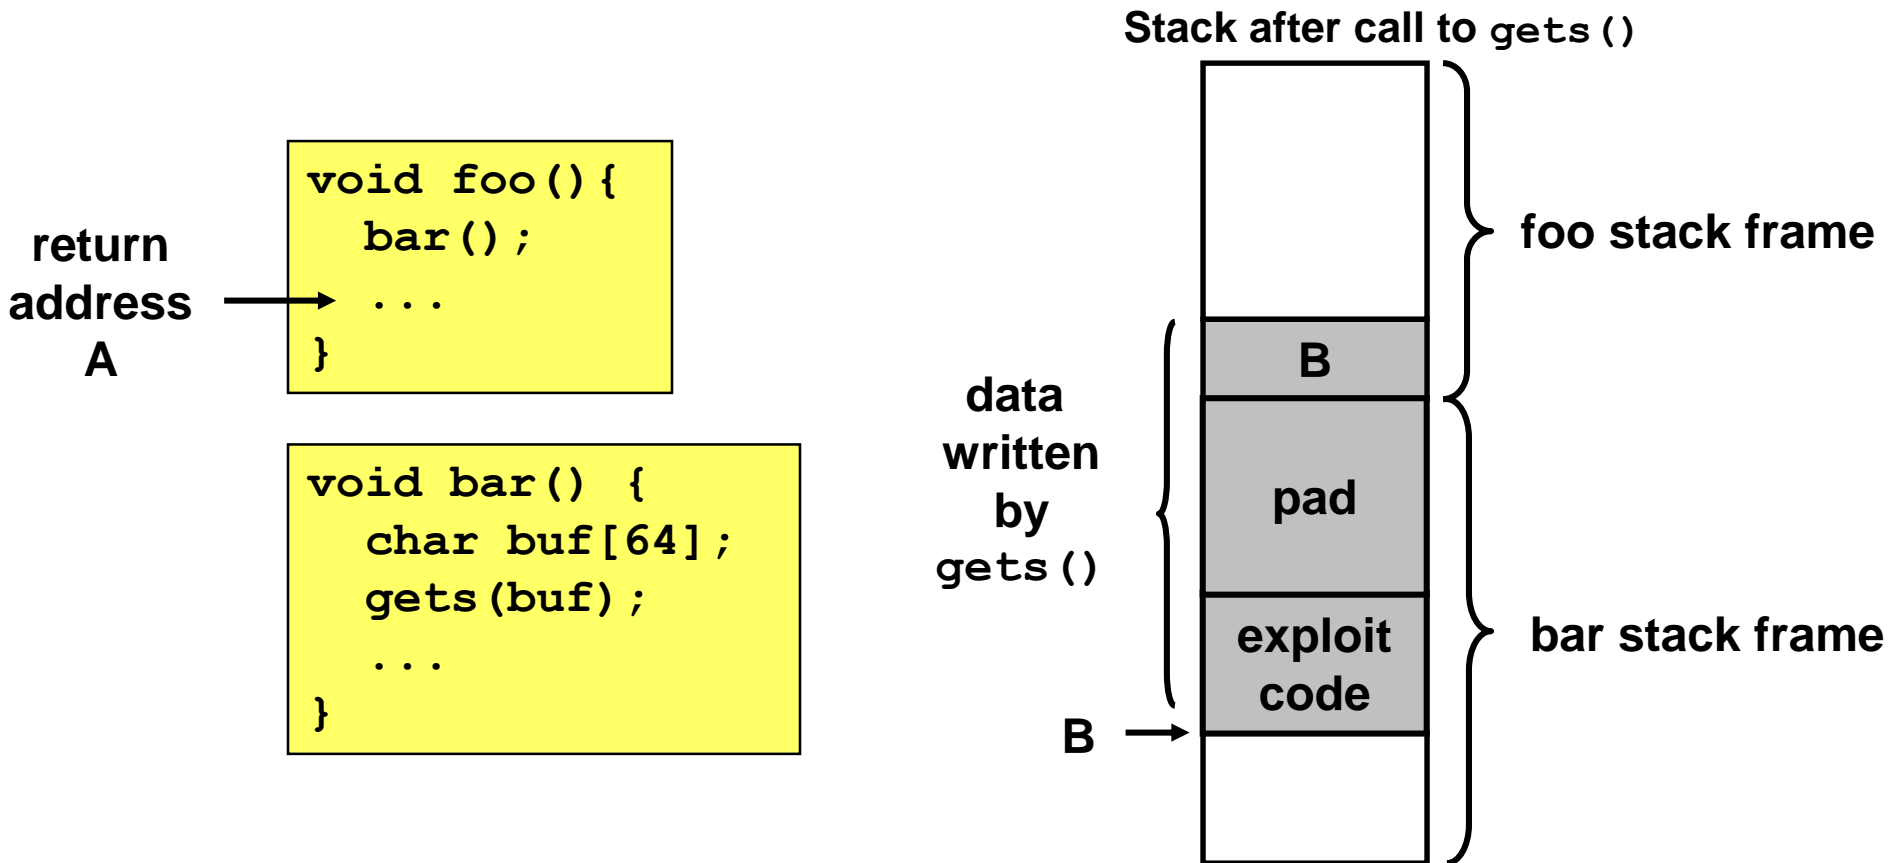 Stack after call to gets()
void foo(){
bar();
...
}
return
address
A
void bar() {
char buf[64];
gets(buf);
...
}
data
written
by
gets()
B
B
pad
exploit
code
foo stack frame
bar stack frame